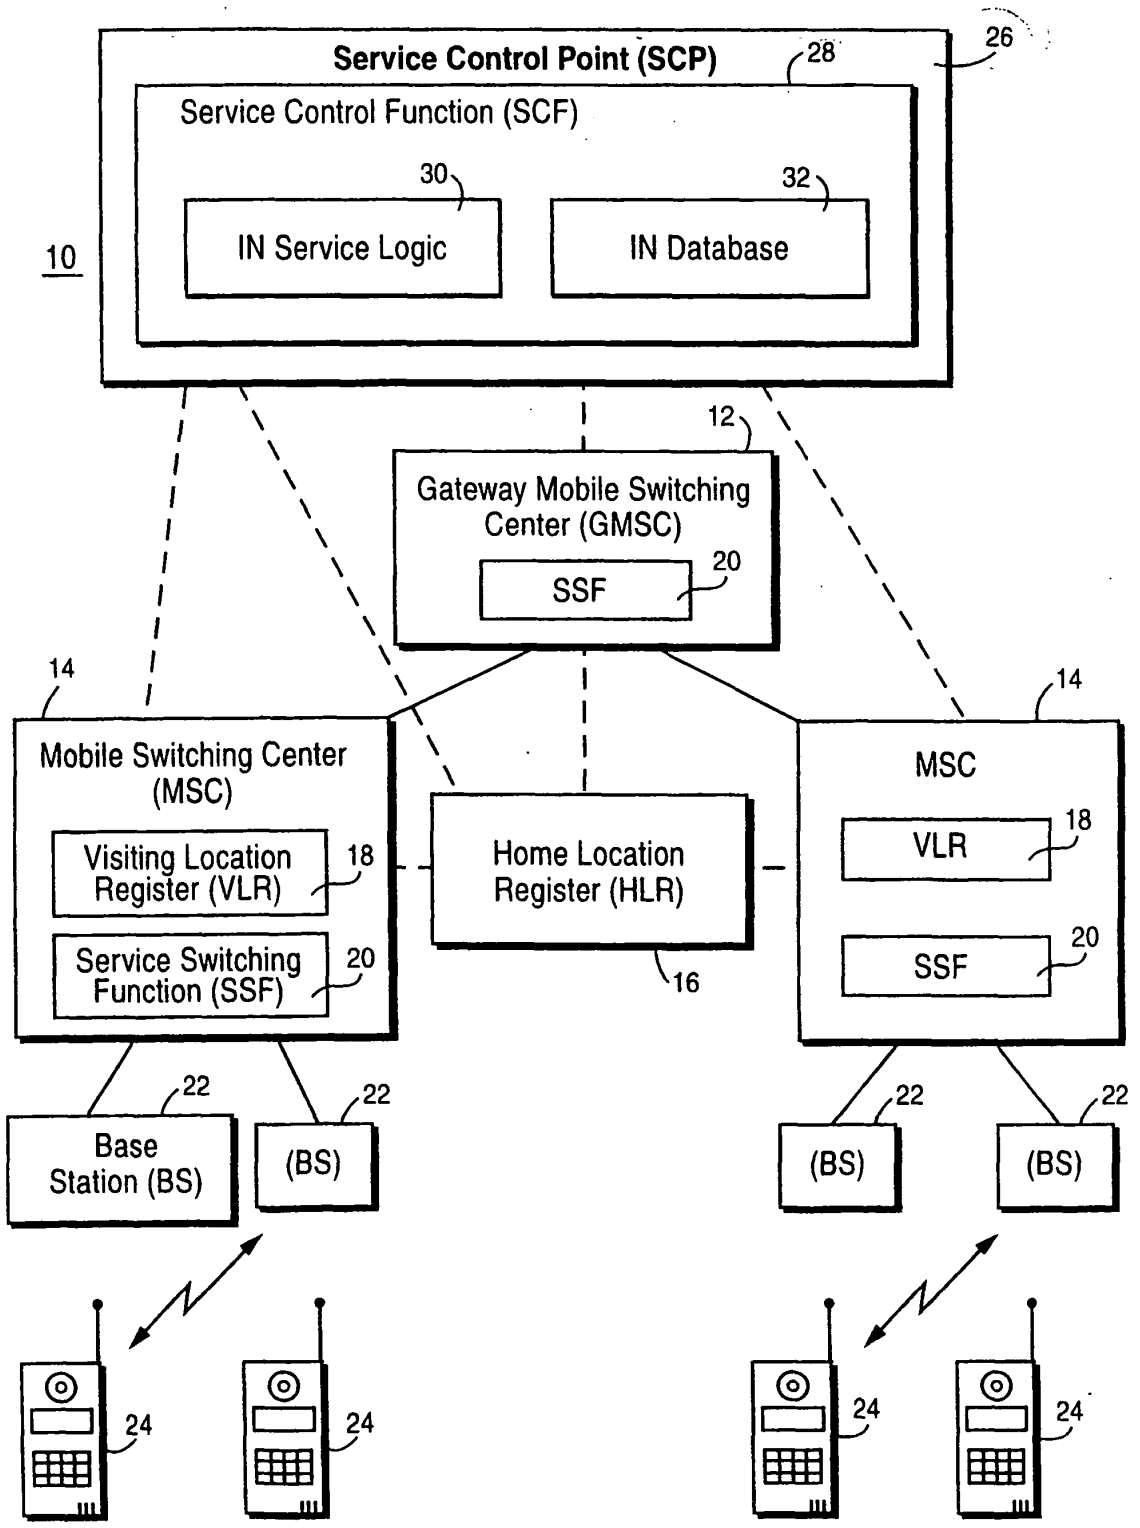 26
Service Control Point (SCP)
28
Service Control Function (SCF)
30
32
IN Service Logic
IN Database
10
12
Gateway Mobile Switching
Center (GMSC)
20
SSF
14
14
Mobile Switching Center
(MSC)
MSC
Visiting Location
Register (VLR)
18
Home Location
Register (HLR)
VLR
18
Service Switching
Function (SSF)
20
16
SSF
20
22
22
22
22
Base
Station (BS)
(BS)
(BS)
(BS)
24
24
24
24